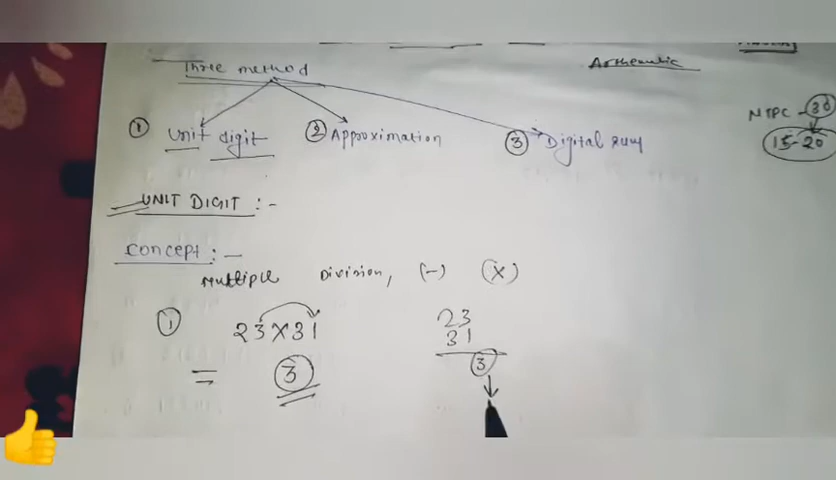 Three method
Arthematic
NTPC - 30
15-20
① Unit digit
② Approximation
③ Digital sum
UNIT DIGIT :-
Concept :-
Multiple Division, (-) (X)
① 23X31
= 3
23
31
3